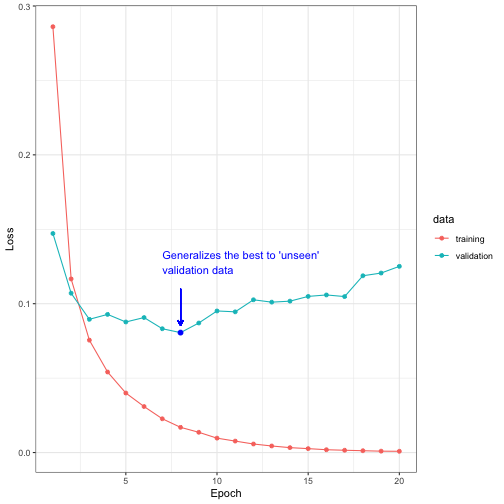 0.3
0.2
0.1
0.0
Loss
Generalizes the best to 'unseen'
validation data
5
10
15
20
Epoch
data
training
validation